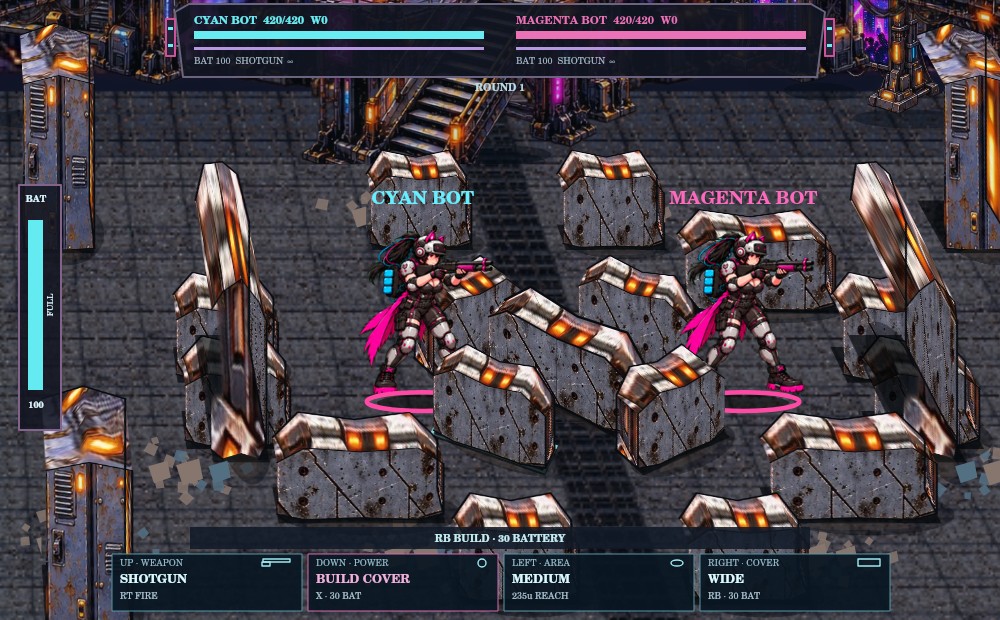 CYAN BOT 420/420 W0
MAGENTA BOT 420/420 W0
BAT 100 SHOTGUN ∞
BAT 100 SHOTGUN ∞
ROUND 1
CYAN BOT
MAGENTA BOT
BAT
FULL
100
RB BUILD · 30 BATTERY
UP · WEAPON
SHOTGUN
RT FIRE
DOWN · POWER
BUILD COVER
X · 30 BAT
LEFT · AREA
MEDIUM
235u REACH
RIGHT · COVER
WIDE
RB · 30 BAT